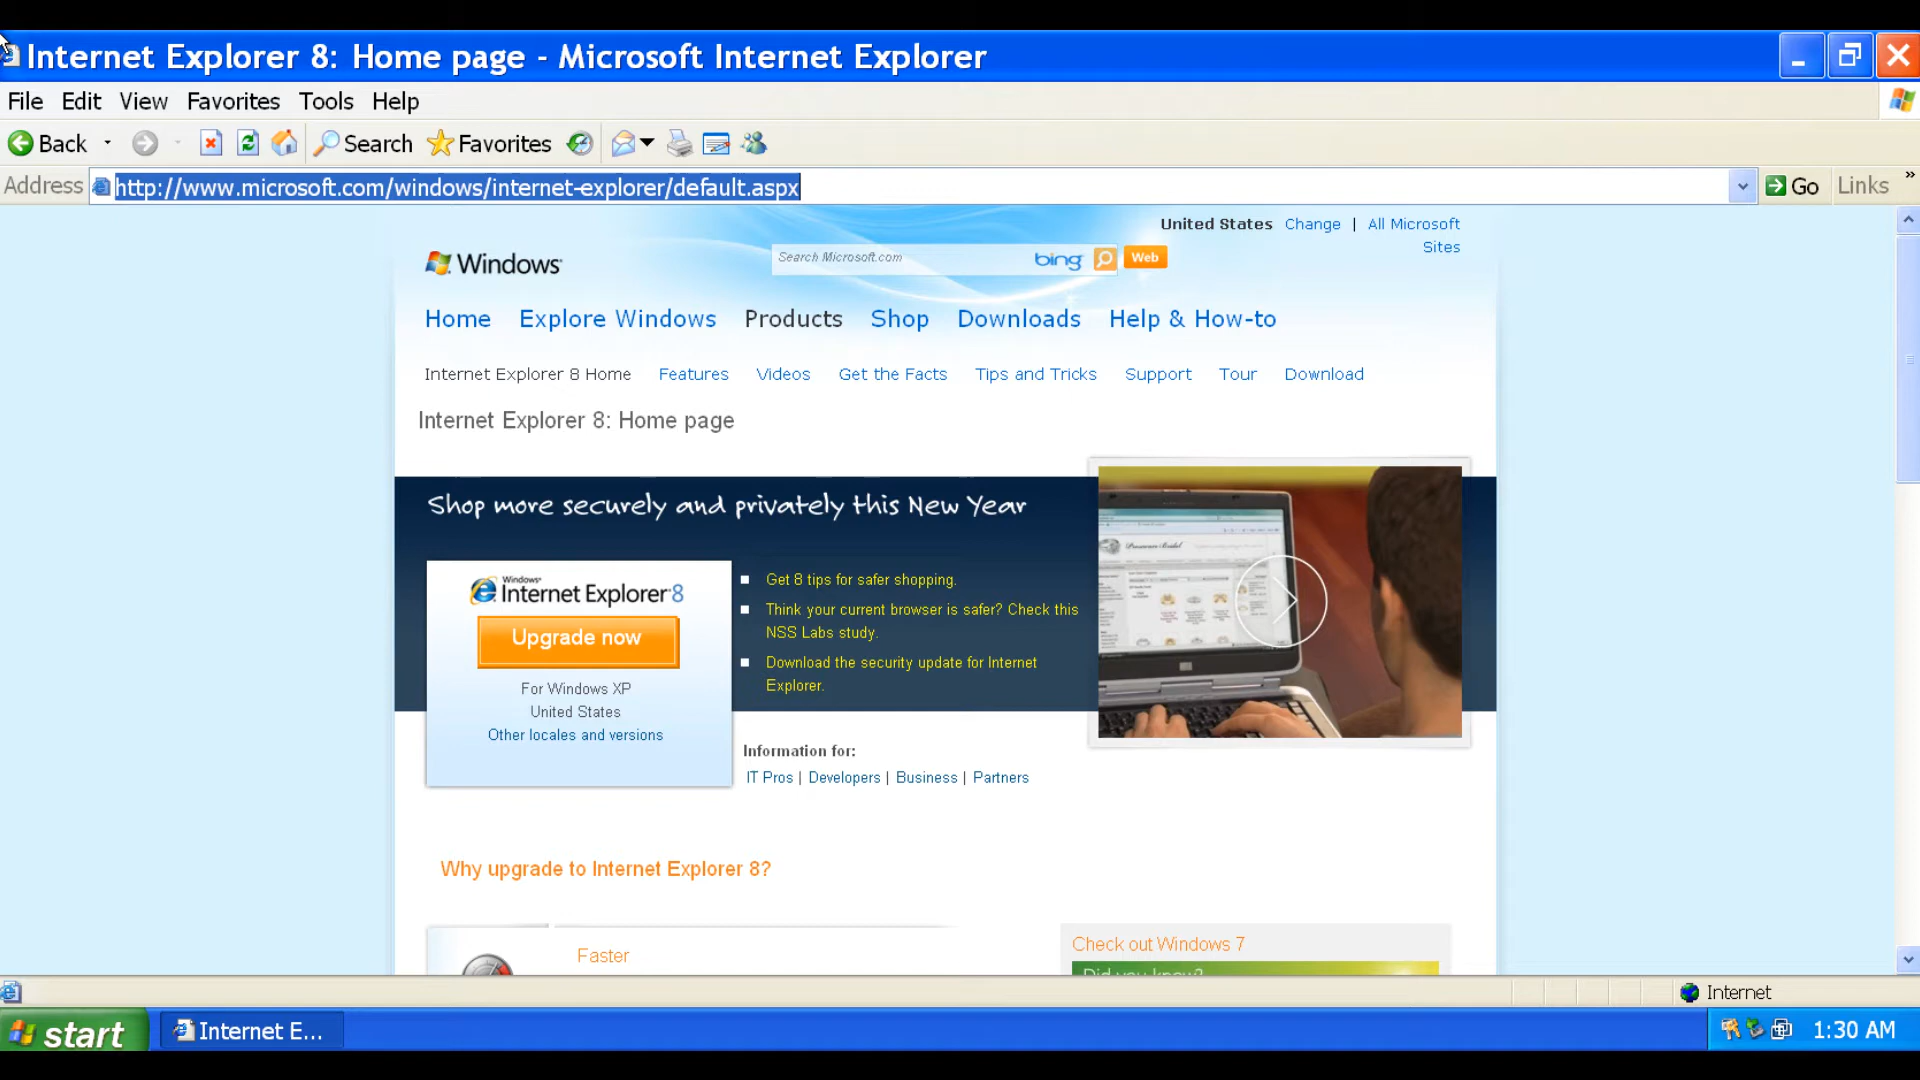 Internet Explorer 8: Home page - Microsoft Internet Explorer
File Edit View Favorites Tools Help
Back Search Favorites
Address http://www.microsoft.com/windows/internet-explorer/default.aspx Go Links »
United States Change | All Microsoft
Sites
Windows® Search Microsoft.com bing Web
Home Explore Windows Products Shop Downloads Help & How-to
Internet Explorer 8 Home Features Videos Get the Facts Tips and Tricks Support Tour Download
Internet Explorer 8: Home page
Shop more securely and privately this New Year
Windows®
Internet Explorer 8
Upgrade now
For Windows XP
United States
Other locales and versions
Get 8 tips for safer shopping.
Think your current browser is safer? Check this
NSS Labs study.
Download the security update for Internet
Explorer.
Information for:
IT Pros | Developers | Business | Partners
Why upgrade to Internet Explorer 8?
Faster
Check out Windows 7
Did you know?
Internet
start Internet E... 1:30 AM